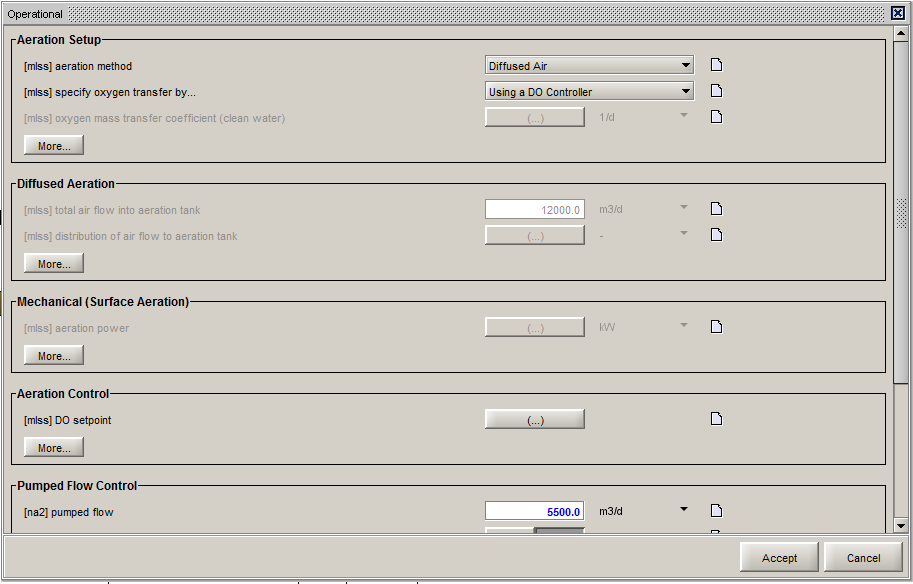 Operational
Aeration Setup
[mlss] aeration method Diffused Air
[mlss] specify oxygen transfer by... Using a DO Controller
[mlss] oxygen mass transfer coefficient (clean water) (...) 1/d
More...
Diffused Aeration
[mlss] total air flow into aeration tank 12000.0 m3/d
[mlss] distribution of air flow to aeration tank (...) -
More...
Mechanical (Surface Aeration)
[mlss] aeration power (...) kW
More...
Aeration Control
[mlss] DO setpoint (...)
More...
Pumped Flow Control
[na2] pumped flow 5500.0 m3/d
Accept Cancel